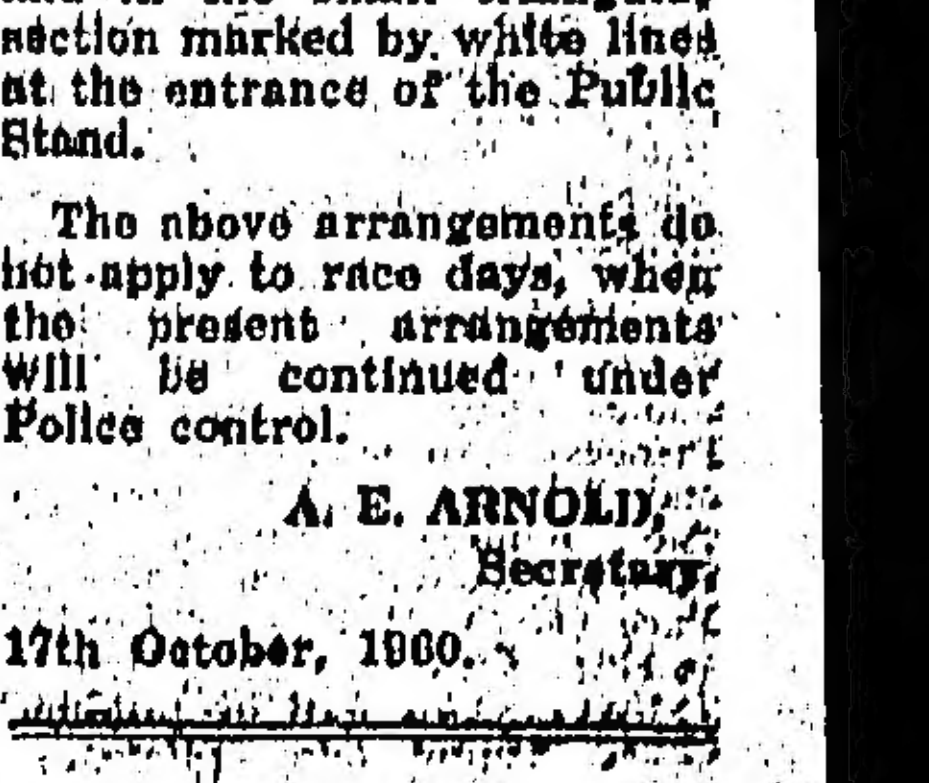 section marked by white lines
at the entrance of the Public
Stand.
The above arrangements do
not apply to race days, when
the present arrangements
will be continued under
Police control.
A. E. ARNOLD,
Secretary.
17th October, 1960.